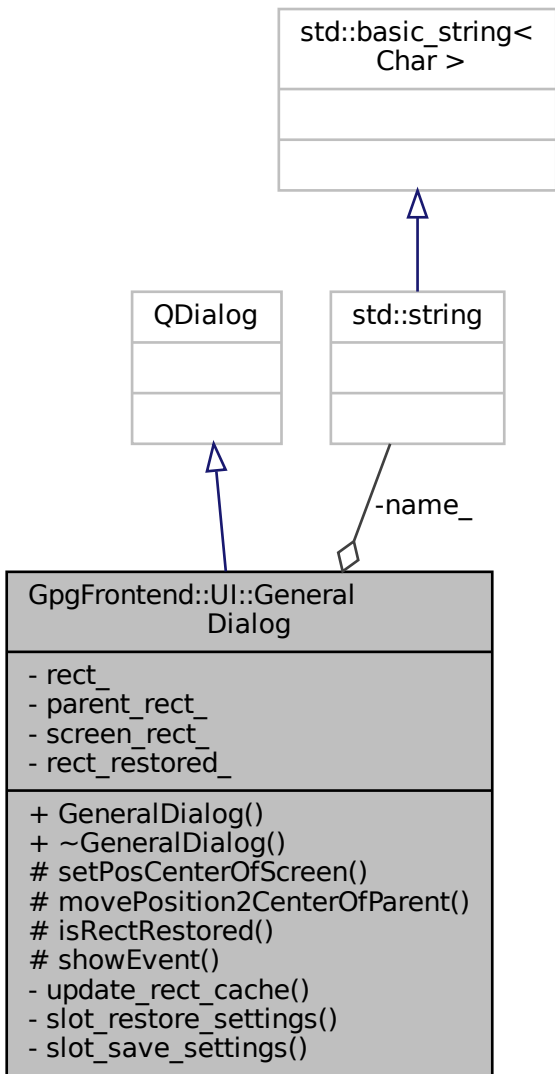 std::basic_string<
Char >
QDialog
std::string
-name_
GpgFrontend::UI::General
Dialog
- rect_
- parent_rect_
- screen_rect_
- rect_restored_
+ GeneralDialog()
+ ~GeneralDialog()
# setPosCenterOfScreen()
# movePosition2CenterOfParent()
# isRectRestored()
# showEvent()
- update_rect_cache()
- slot_restore_settings()
- slot_save_settings()